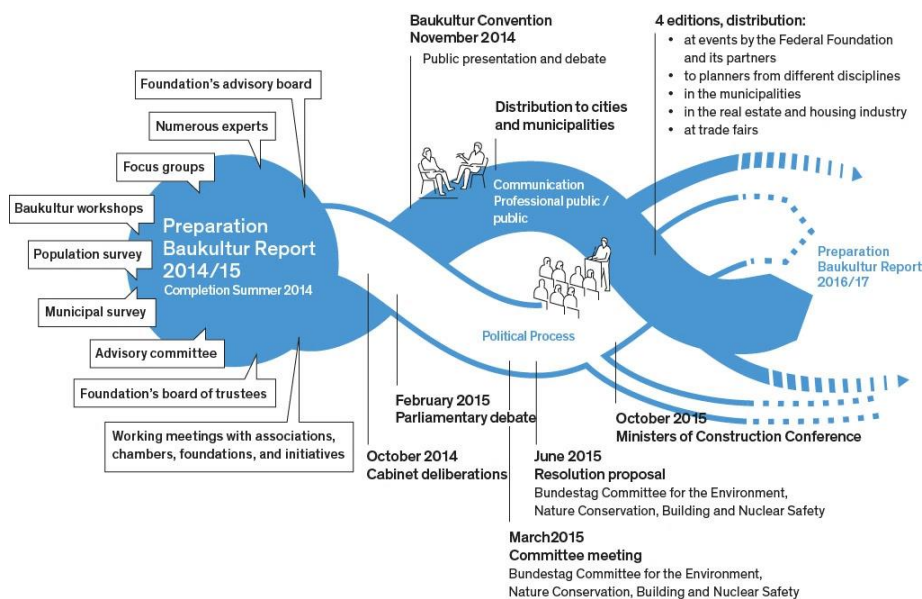 Baukultur Convention
November 2014
Public presentation and debate
4 editions, distribution:
• at events by the Federal Foundation
and its partners
• to planners from different disciplines
• in the municipalities
• in the real estate and housing industry
• at trade fairs
Distribution to cities
and municipalities
Foundation's advisory board
Numerous experts
Focus groups
Baukultur workshops
Population survey
Municipal survey
Advisory committee
Foundation's board of trustees
Working meetings with associations,
chambers, foundations, and initiatives
Preparation
Baukultur Report
2014/15
Completion Summer 2014
Communication
Professional public /
public
Political Process
Preparation
Baukultur Report
2016/17
February 2015
Parliamentary debate
October 2014
Cabinet deliberations
October 2015
Ministers of Construction Conference
June 2015
Resolution proposal
Bundestag Committee for the Environment,
Nature Conservation, Building and Nuclear Safety
March2015
Committee meeting
Bundestag Committee for the Environment,
Nature Conservation, Building and Nuclear Safety